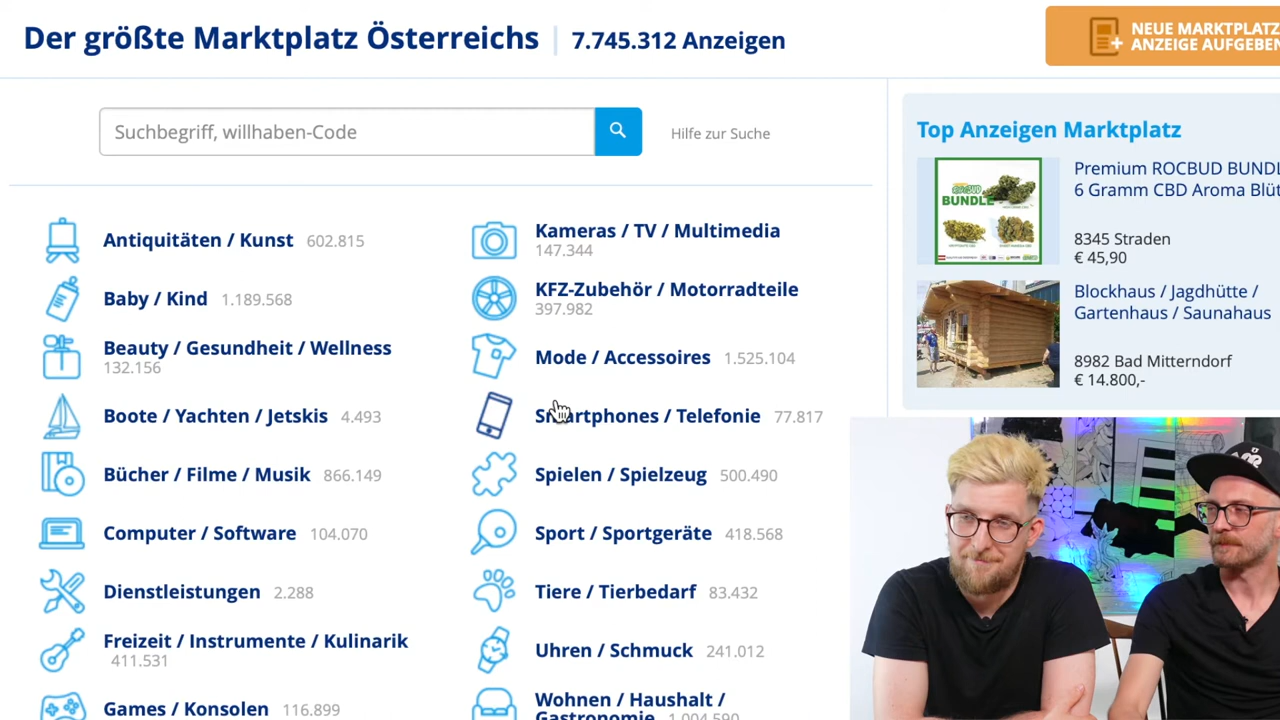 Der größte Marktplatz Österreichs
7.745.312 Anzeigen
NEUE MARKTPLATZ
ANZEIGE AUFGEBEN
Suchbegriff, willhaben-Code
Hilfe zur Suche
Antiquitäten / Kunst 602.815
Baby / Kind 1.189.568
Beauty / Gesundheit / Wellness
132.156
Boote / Yachten / Jetskis 4.493
Bücher / Filme / Musik 866.149
Computer / Software 104.070
Dienstleistungen 2.288
Freizeit / Instrumente / Kulinarik
411.531
Games / Konsolen 116.899
Kameras / TV / Multimedia
147.344
KFZ-Zubehör / Motorradteile
397.982
Mode / Accessoires 1.525.104
Smartphones / Telefonie 77.817
Spielen / Spielzeug 500.490
Sport / Sportgeräte 418.568
Tiere / Tierbedarf 83.432
Uhren / Schmuck 241.012
Wohnen / Haushalt /
Gastronomie 1.004.590
Top Anzeigen Marktplatz
ROCBUD
BUNDLE
Premium ROCBUD BUNDL
6 Gramm CBD Aroma Blüt
8345 Straden
€ 45,90
Blockhaus / Jagdhütte /
Gartenhaus / Saunahaus
8982 Bad Mitterndorf
€ 14.800,-